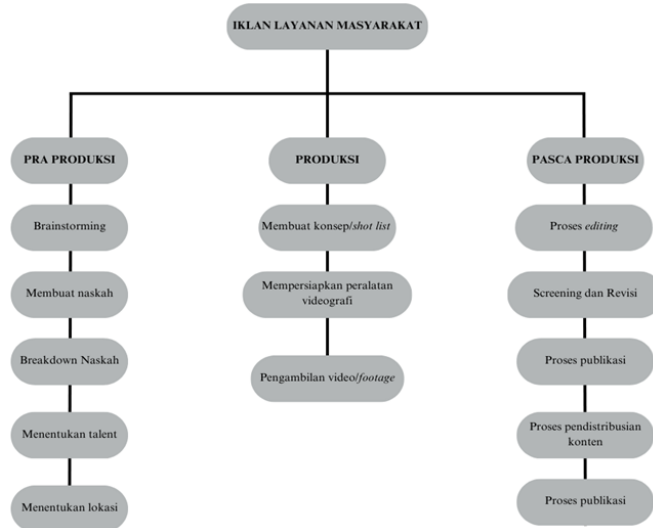 IKLAN LAYANAN MASYARAKAT
PRA PRODUKSI
Brainstorming
Membuat naskah
Breakdown Naskah
Menentukan talent
Menentukan lokasi
PRODUKSI
Membuat konsep/shot list
Mempersiapkan peralatan
videografi
Pengambilan video/footage
PASCA PRODUKSI
Proses editing
Screening dan Revisi
Proses publikasi
Proses pendistribusian
konten
Proses publikasi